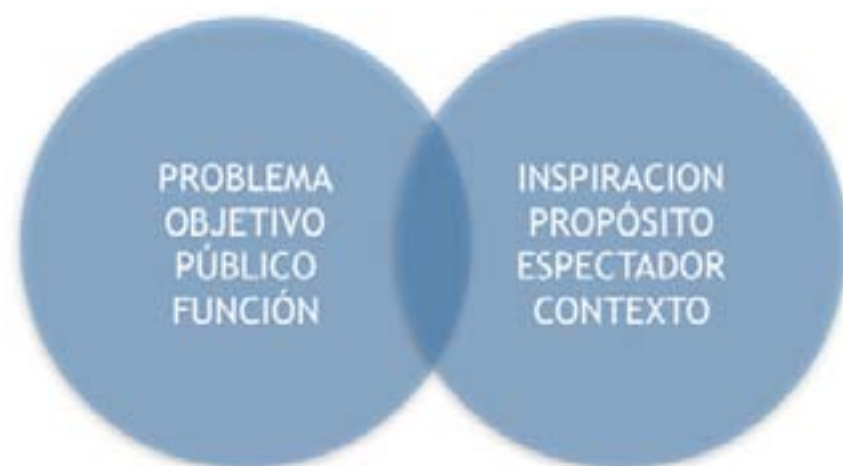 PROBLEMA
OBJETIVO
PÚBLICO
FUNCIÓN
INSPIRACION
PROPÓSITO
ESPECTADOR
CONTEXTO